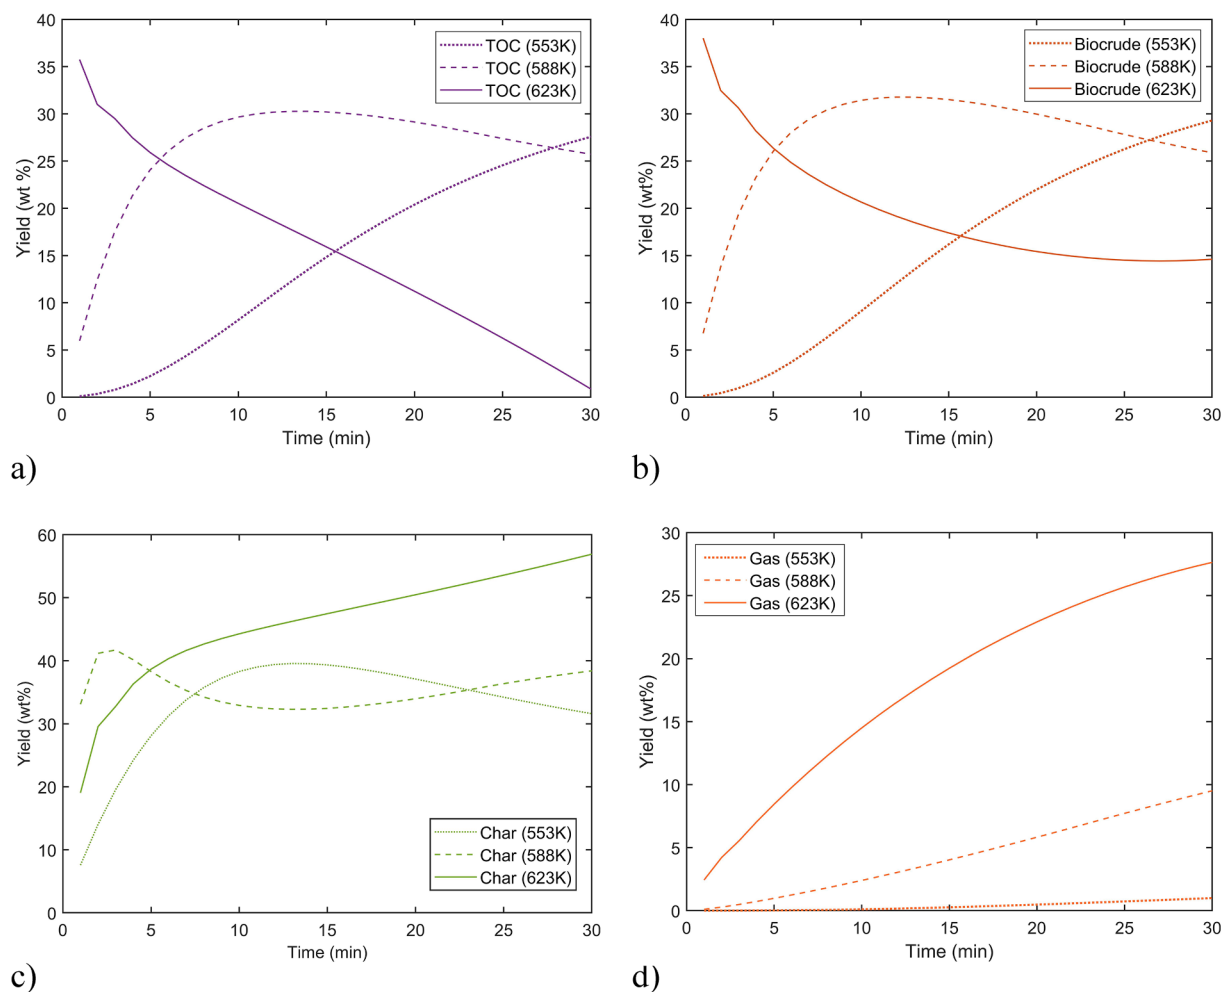 40
35
30
25
20
15
10
5
0
Yield (wt %)
TOC (553K)
TOC (588K)
TOC (623K)
0 5 10 15 20 25 30
Time (min)
a)
40
35
30
25
20
15
10
5
0
Yield (wt%)
Biocrude (553K)
Biocrude (588K)
Biocrude (623K)
0 5 10 15 20 25 30
Time (min)
b)
60
50
40
30
20
10
0
Yield (wt%)
Char (553K)
Char (588K)
Char (623K)
0 5 10 15 20 25 30
Time (min)
c)
30
25
20
15
10
5
0
Yield (wt%)
Gas (553K)
Gas (588K)
Gas (623K)
0 5 10 15 20 25 30
Time (min)
d)